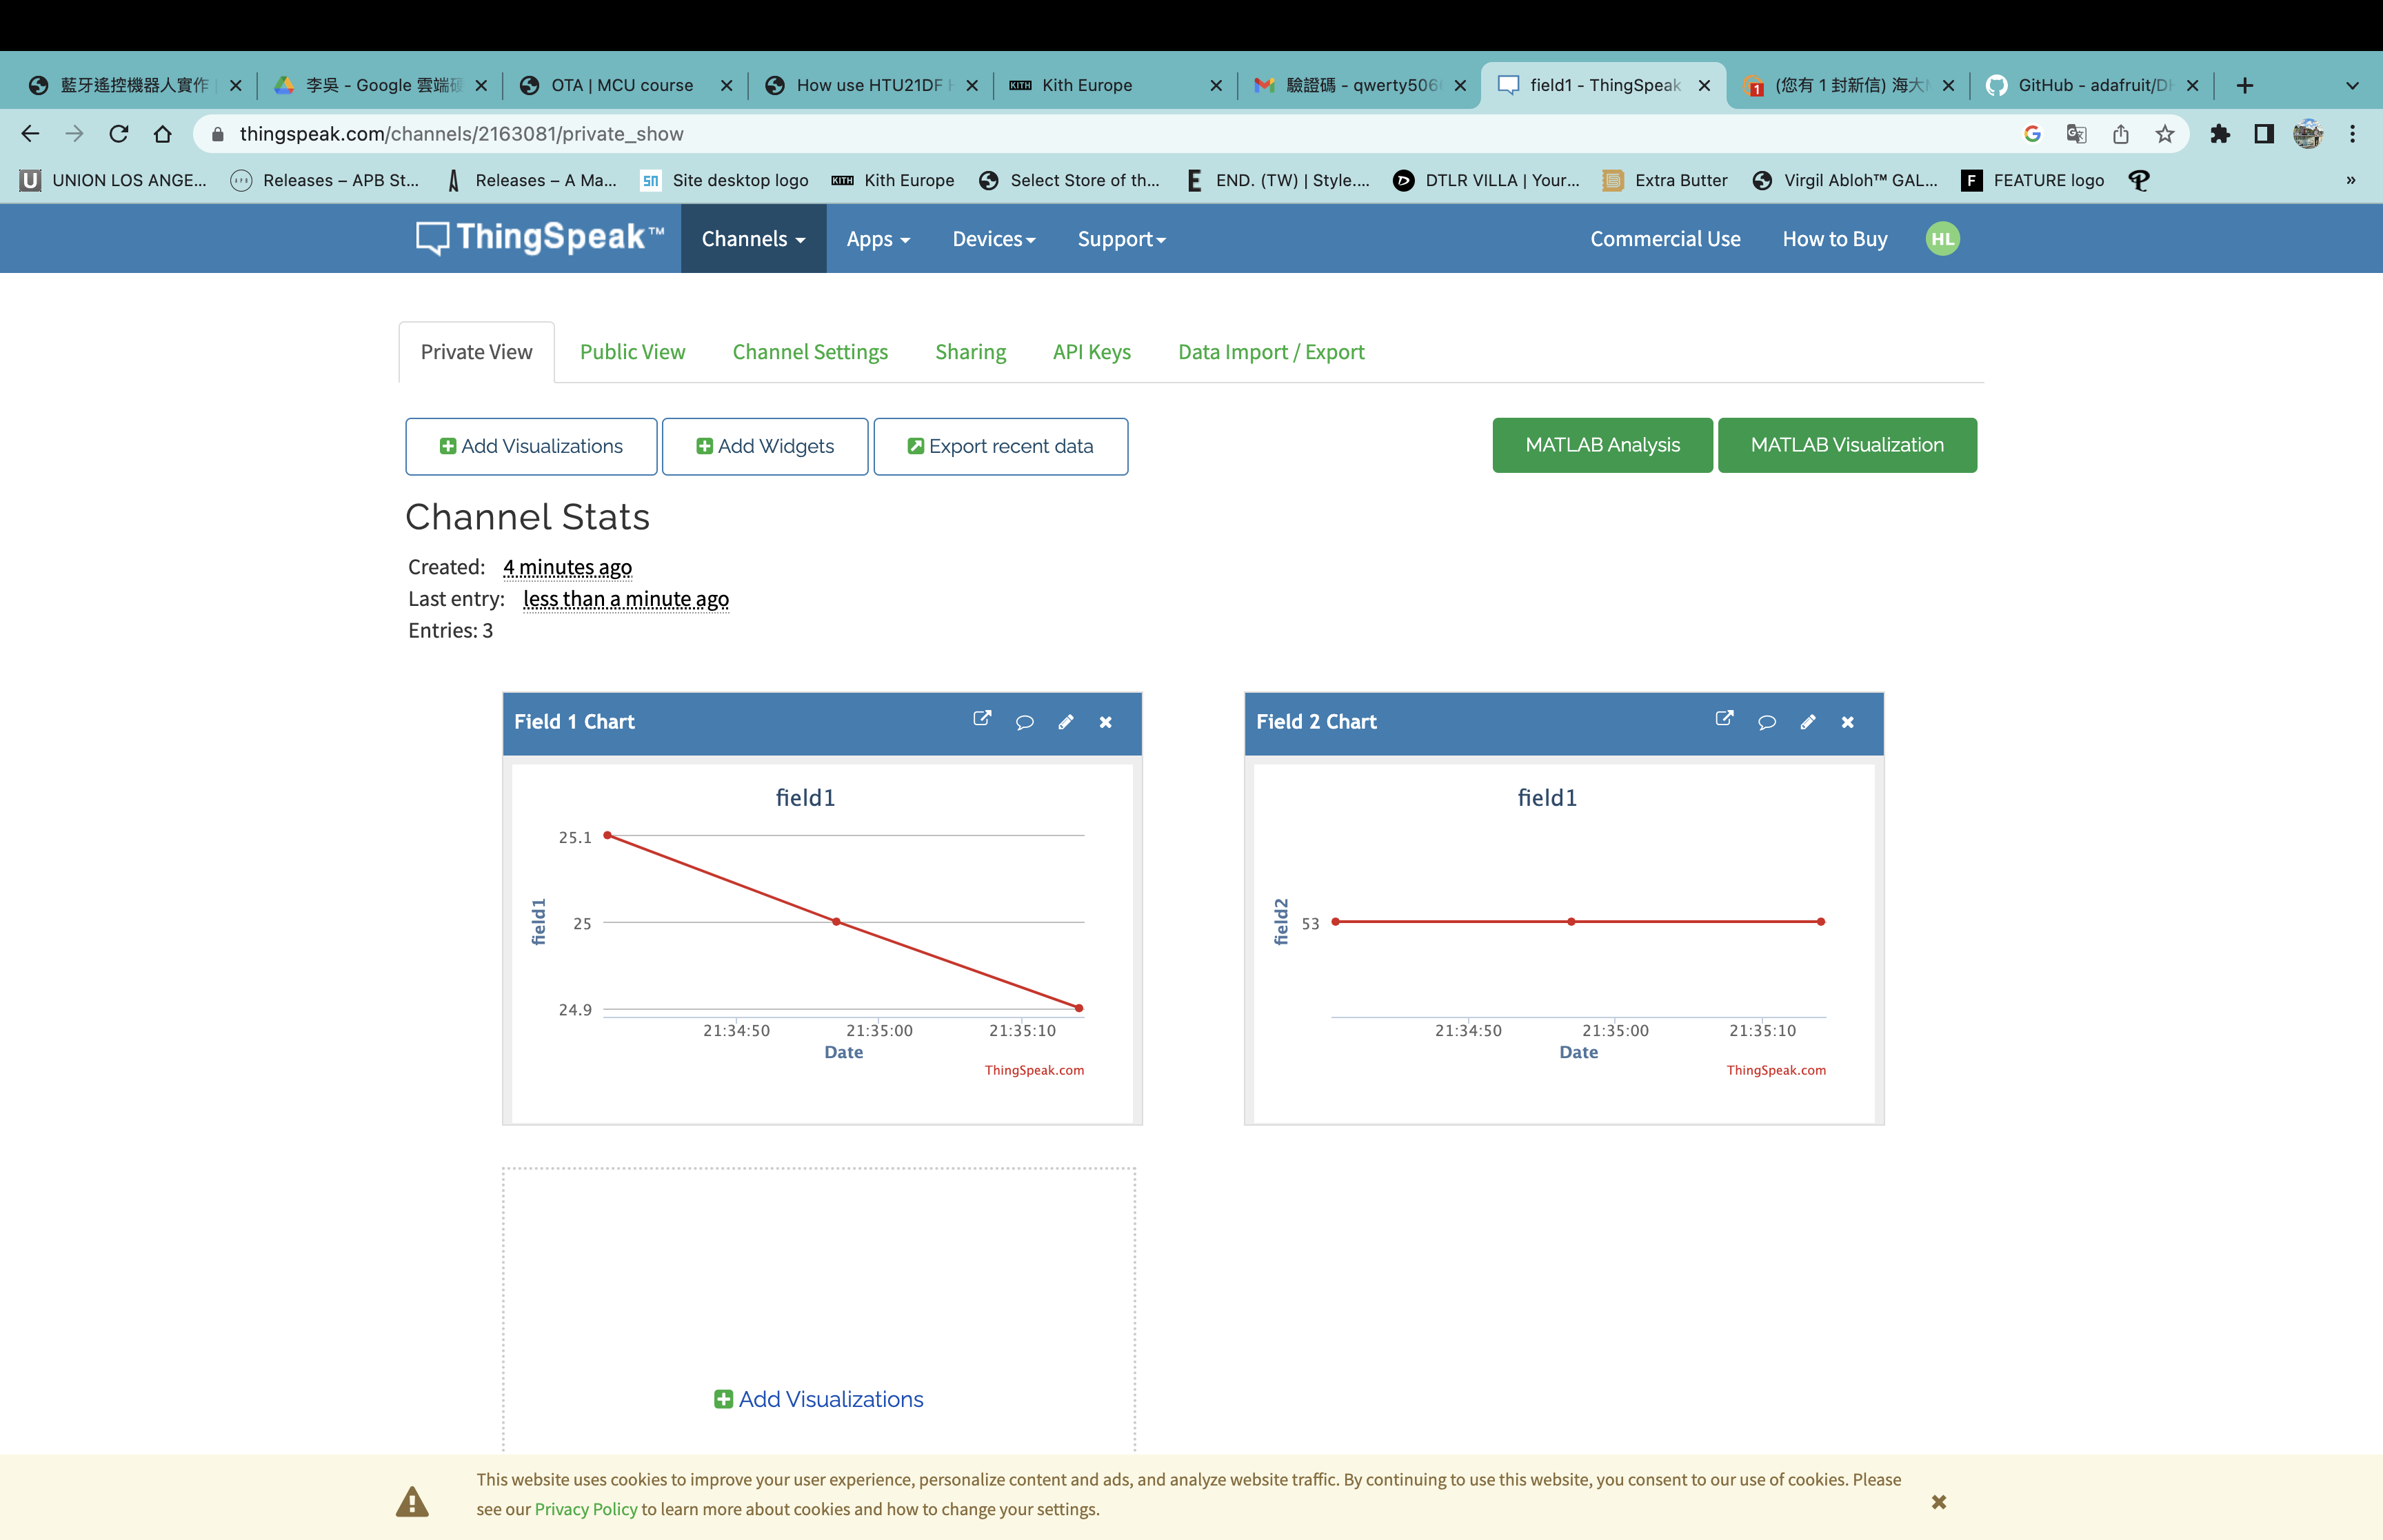 藍牙遙控機器人實作
李吳 - Google 雲端硬
OTA | MCU course
How use HTU21DF
Kith Europe
驗證碼 - qwerty506
field1 - ThingSpeak
(您有 1 封新信) 海大
GitHub - adafruit/DH
thingspeak.com/channels/2163081/private_show
UNION LOS ANGE...
Releases – APB St...
Releases – A Ma...
Site desktop logo
KITH Kith Europe
Select Store of th...
END. (TW) | Style....
DTLR VILLA | Your...
Extra Butter
Virgil Abloh™ GAL...
FEATURE logo
»
ThingSpeak™
Channels
Apps
Devices
Support
Commercial Use
How to Buy
HL
Private View
Public View
Channel Settings
Sharing
API Keys
Data Import / Export
Add Visualizations
Add Widgets
Export recent data
MATLAB Analysis
MATLAB Visualization
Channel Stats
Created: 4 minutes ago
Last entry: less than a minute ago
Entries: 3
Field 1 Chart
field1
25.1
25
24.9
field1
21:34:50
21:35:00
21:35:10
Date
ThingSpeak.com
Field 2 Chart
field1
53
field2
21:34:50
21:35:00
21:35:10
Date
ThingSpeak.com
Add Visualizations
This website uses cookies to improve your user experience, personalize content and ads, and analyze website traffic. By continuing to use this website, you consent to our use of cookies. Please
see our Privacy Policy to learn more about cookies and how to change your settings.